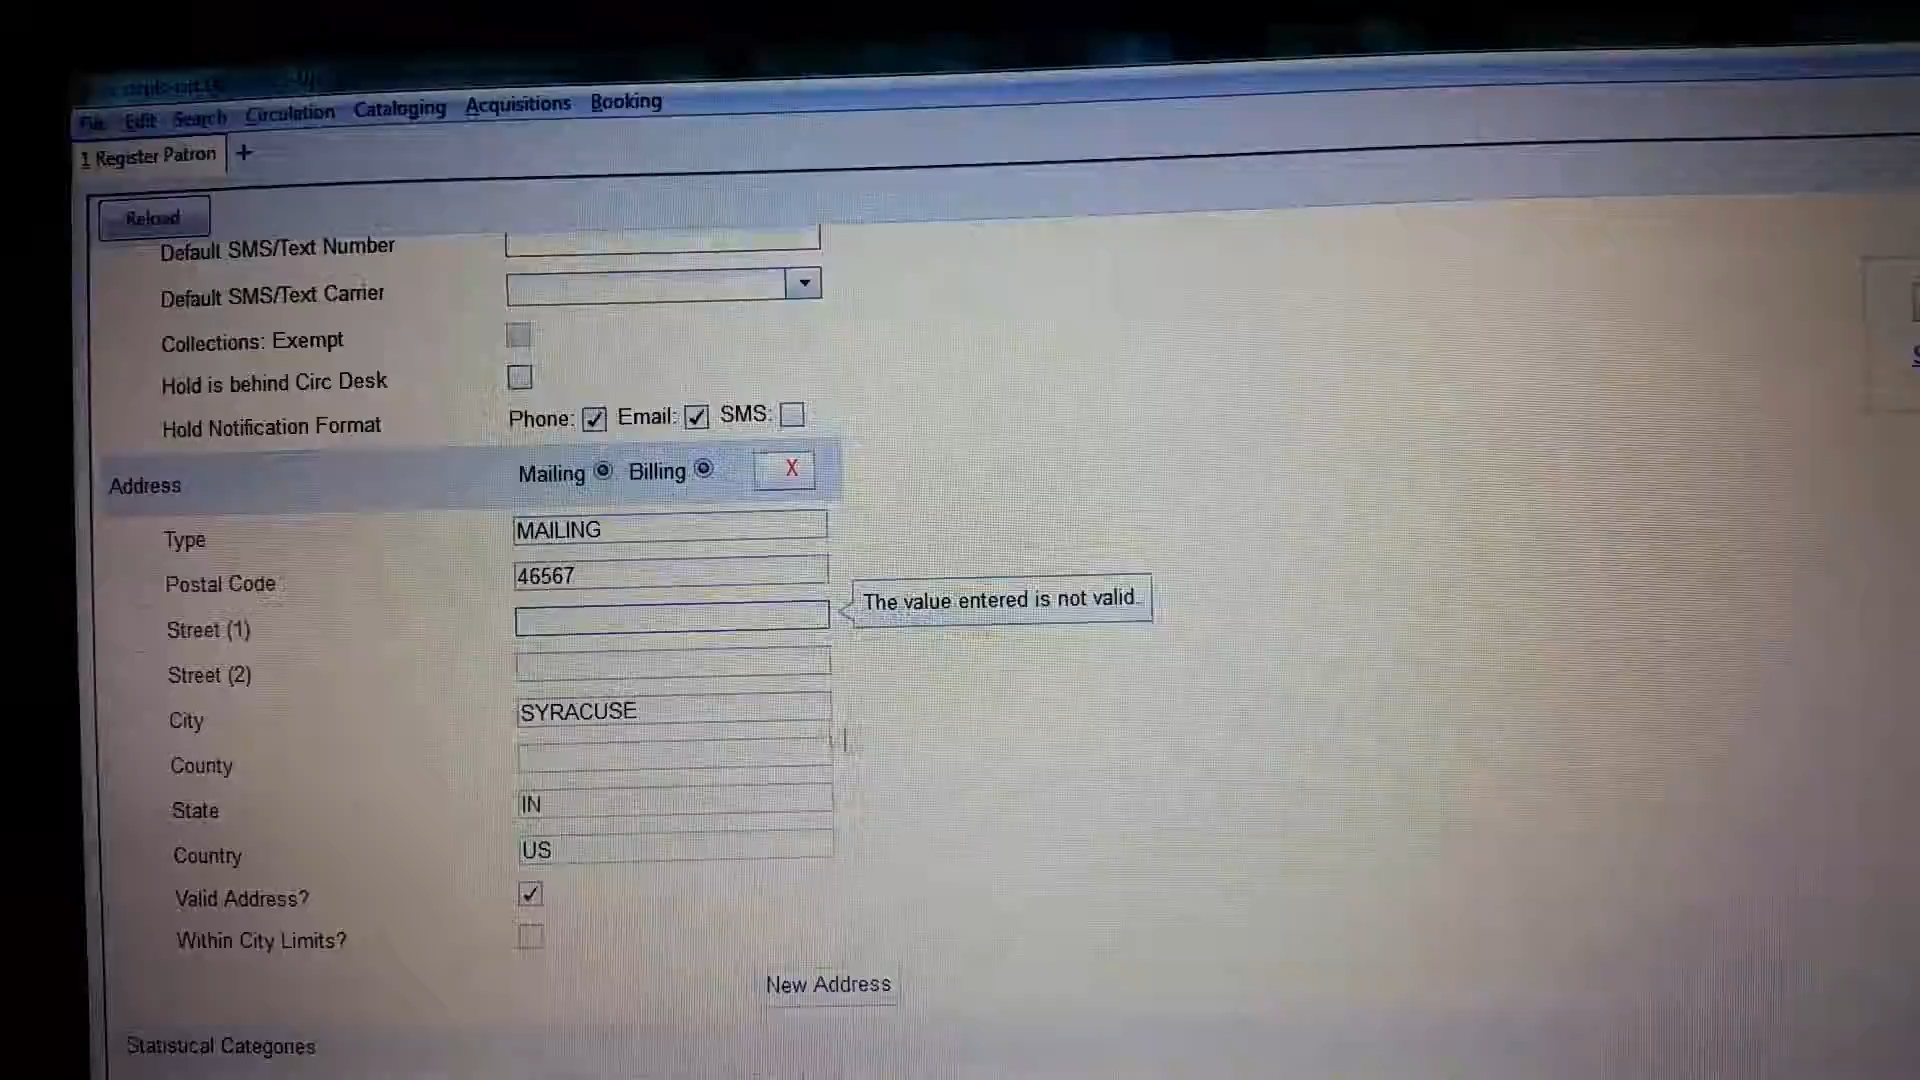 File Edit Search Circulation Cataloging Acquisitions Booking
1 Register Patron +
Reload
Default SMS/Text Number
Default SMS/Text Carrier
Collections: Exempt
Hold is behind Circ Desk
Hold Notification Format Phone: Email: SMS:
Address Mailing Billing X
Type MAILING
Postal Code 46567
Street (1) The value entered is not valid.
Street (2)
City SYRACUSE
County
State IN
Country US
Valid Address?
Within City Limits?
New Address
Statistical Categories